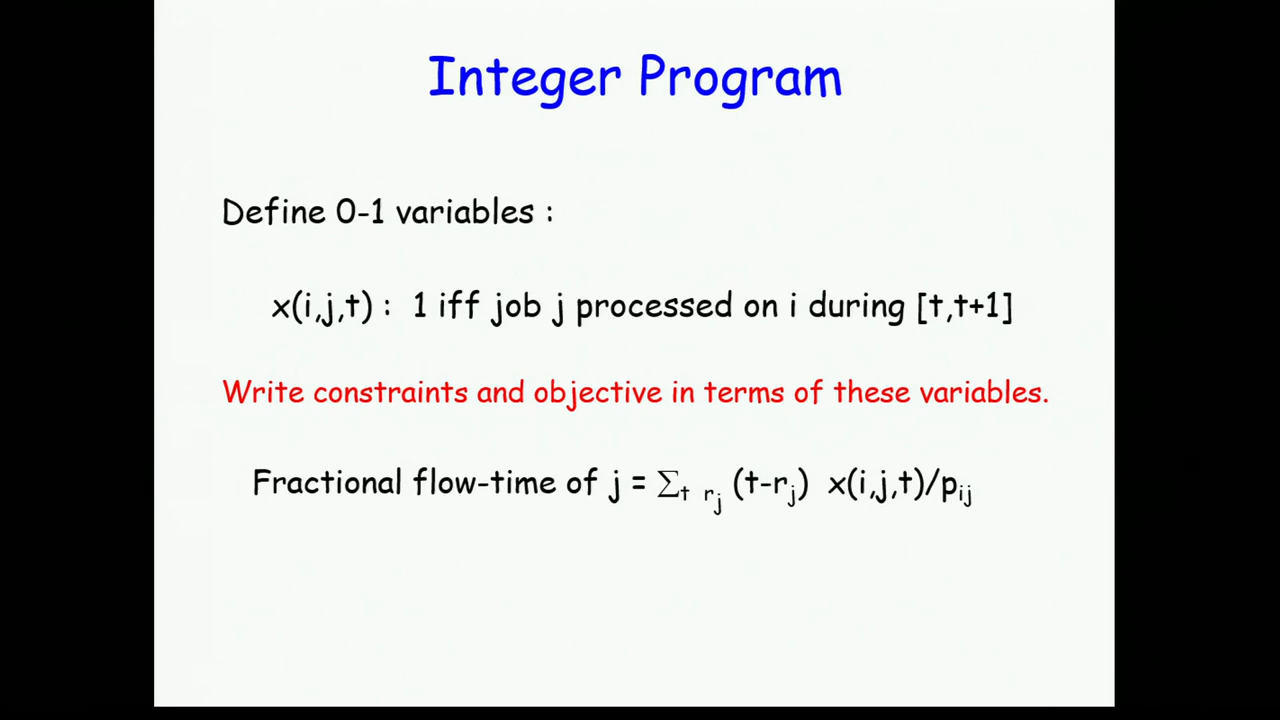 Integer Program
Define 0-1 variables :
x(i,j,t) : 1 iff job j processed on i during [t,t+1]
Write constraints and objective in terms of these variables.
Fractional flow-time of j = ∑t rj (t-rj) x(i,j,t)/pij